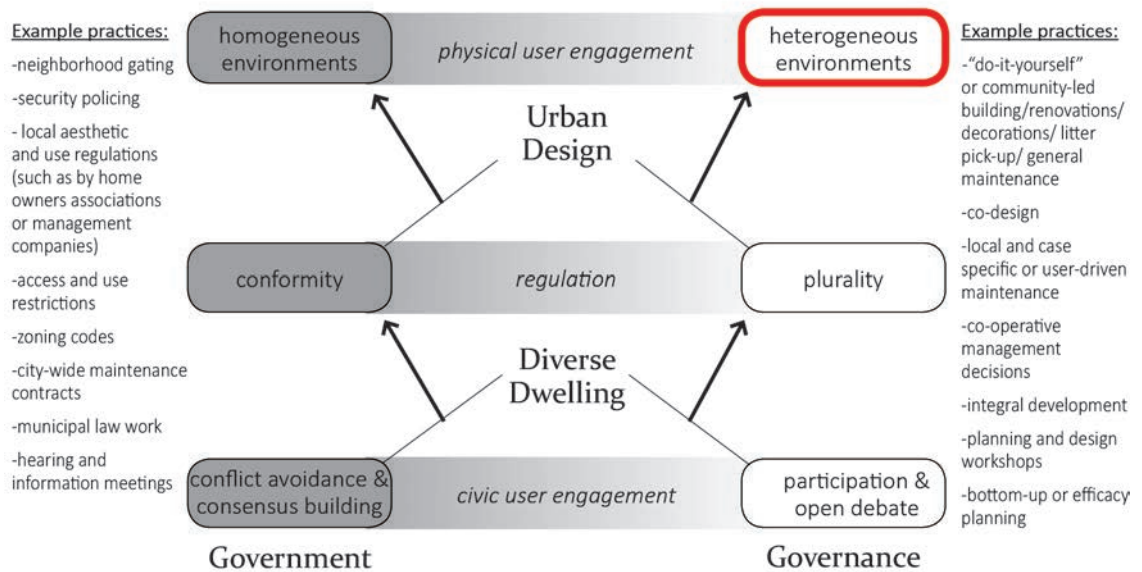 Example practices:
-neighborhood gating
-security policing
- local aesthetic
and use regulations
(such as by home
owners associations
or management
companies)
-access and use
restrictions
-zoning codes
-city-wide maintenance
contracts
-municipal law work
-hearing and
information meetings
homogeneous
environments
physical user engagement
heterogeneous
environments
Urban
Design
conformity
regulation
plurality
Diverse
Dwelling
conflict avoidance &
consensus building
civic user engagement
participation &
open debate
Government
Governance
Example practices:
-“do-it-yourself”
or community-led
building/renovations/
decorations/ litter
pick-up/ general
maintenance
-co-design
-local and case
specific or user-driven
maintenance
-co-operative
management
decisions
-integral development
-planning and design
workshops
-bottom-up or efficacy
planning